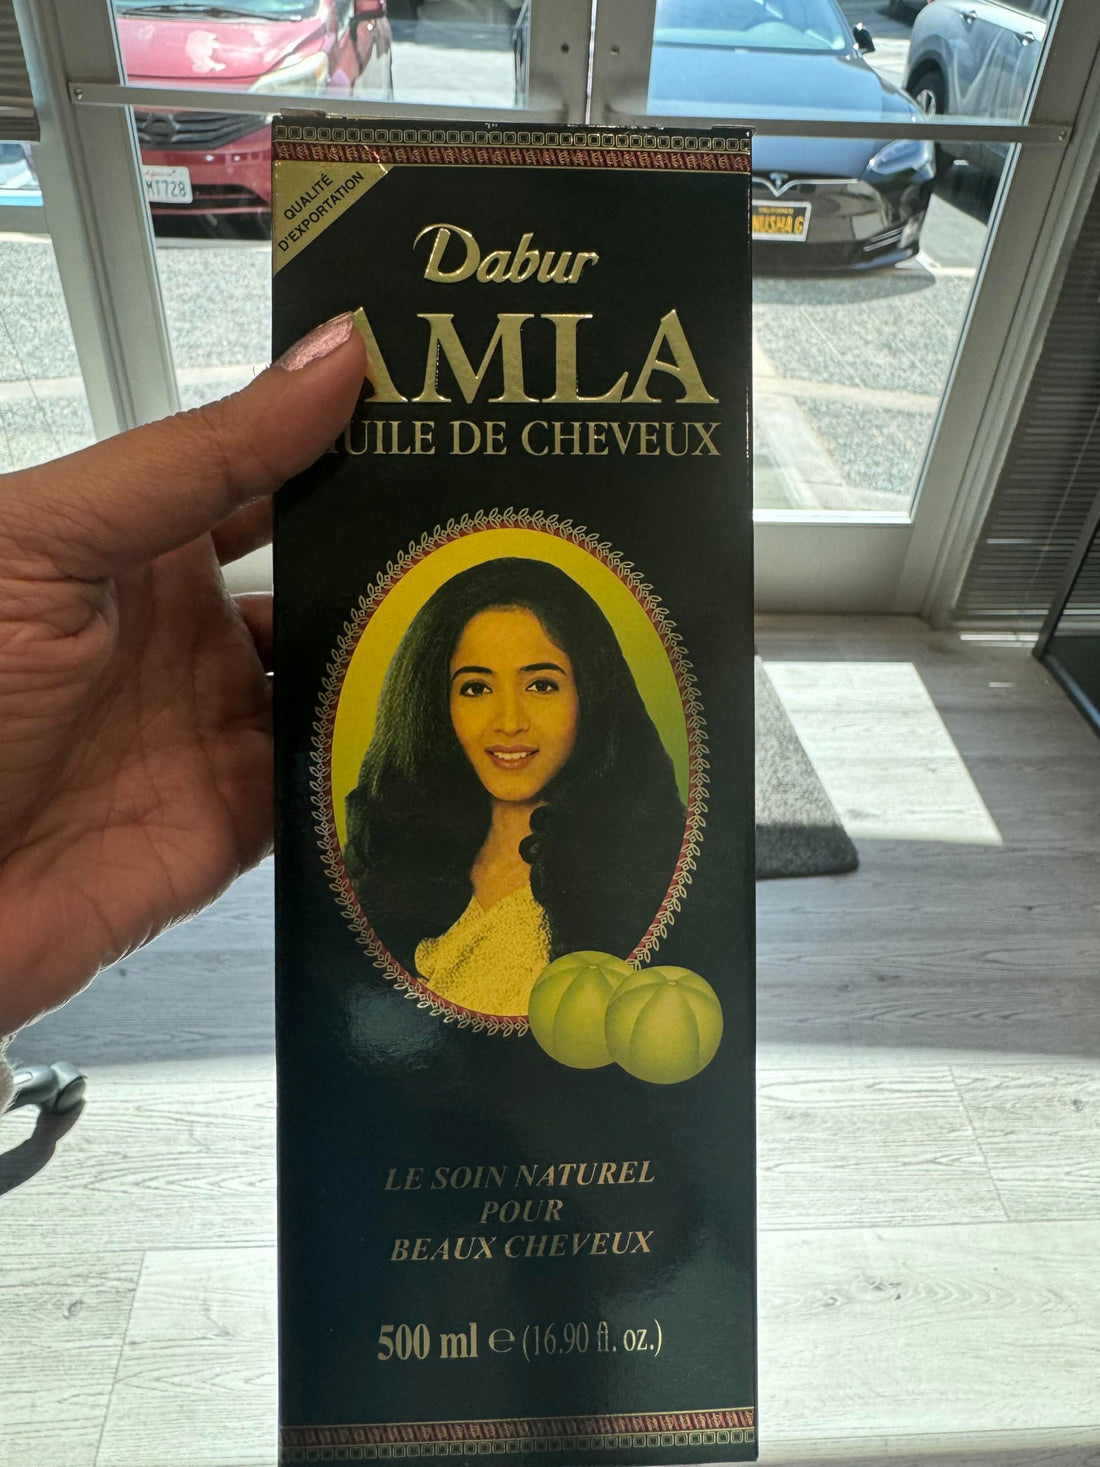 QUALITÉ
D'EXPORTATION
Dabur
AMLA
UILE DE CHEVEUX
LE SOIN NATUREL
POUR
BEAUX CHEVEUX
500 ml e (16.90 fl. oz.)
MT728